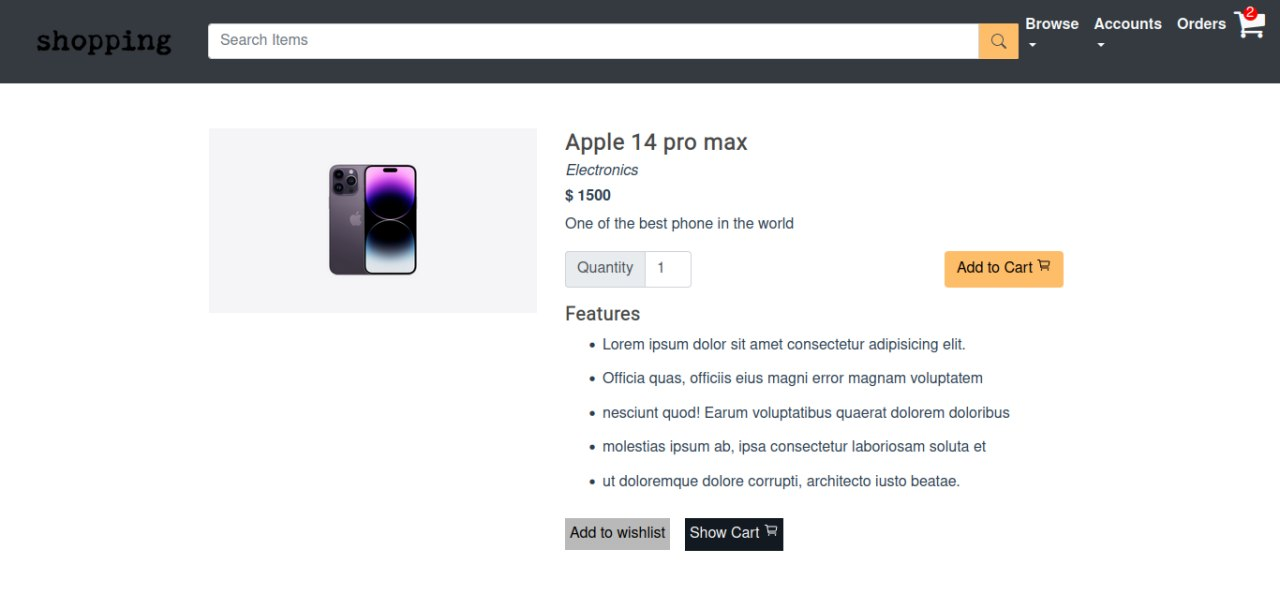 shopping
Search Items
Browse
Accounts
Orders
2
Apple 14 pro max
Electronics
$ 1500
One of the best phone in the world
Quantity 1
Add to Cart
Features
• Lorem ipsum dolor sit amet consectetur adipisicing elit.
• Officia quas, officiis eius magni error magnam voluptatem
• nesciunt quod! Earum voluptatibus quaerat dolorem doloribus
• molestias ipsum ab, ipsa consectetur laboriosam soluta et
• ut doloremque dolore corrupti, architecto iusto beatae.
Add to wishlist
Show Cart